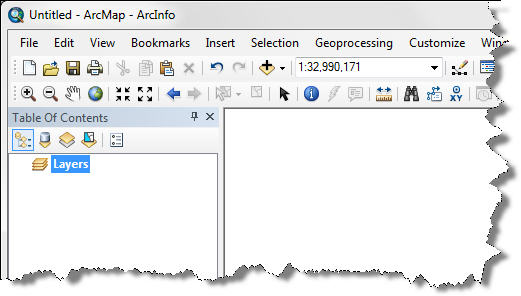 Untitled - ArcMap - ArcInfo
File Edit View Bookmarks Insert Selection Geoprocessing Customize
1:32,990,171
XY
Table Of Contents
Layers